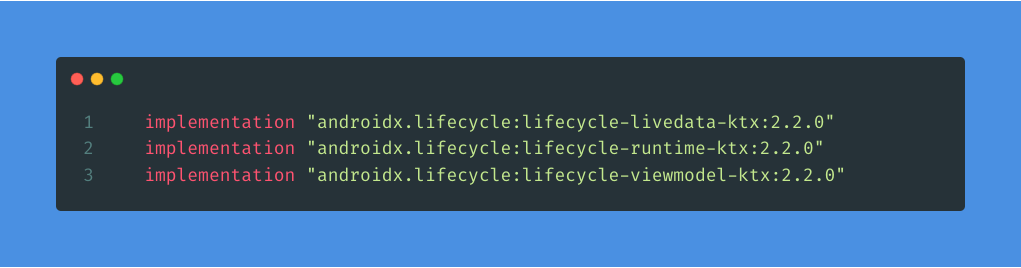 1 implementation "androidx.lifecycle:lifecycle-livedata-ktx:2.2.0"
2 implementation "androidx.lifecycle:lifecycle-runtime-ktx:2.2.0"
3 implementation "androidx.lifecycle:lifecycle-viewmodel-ktx:2.2.0"